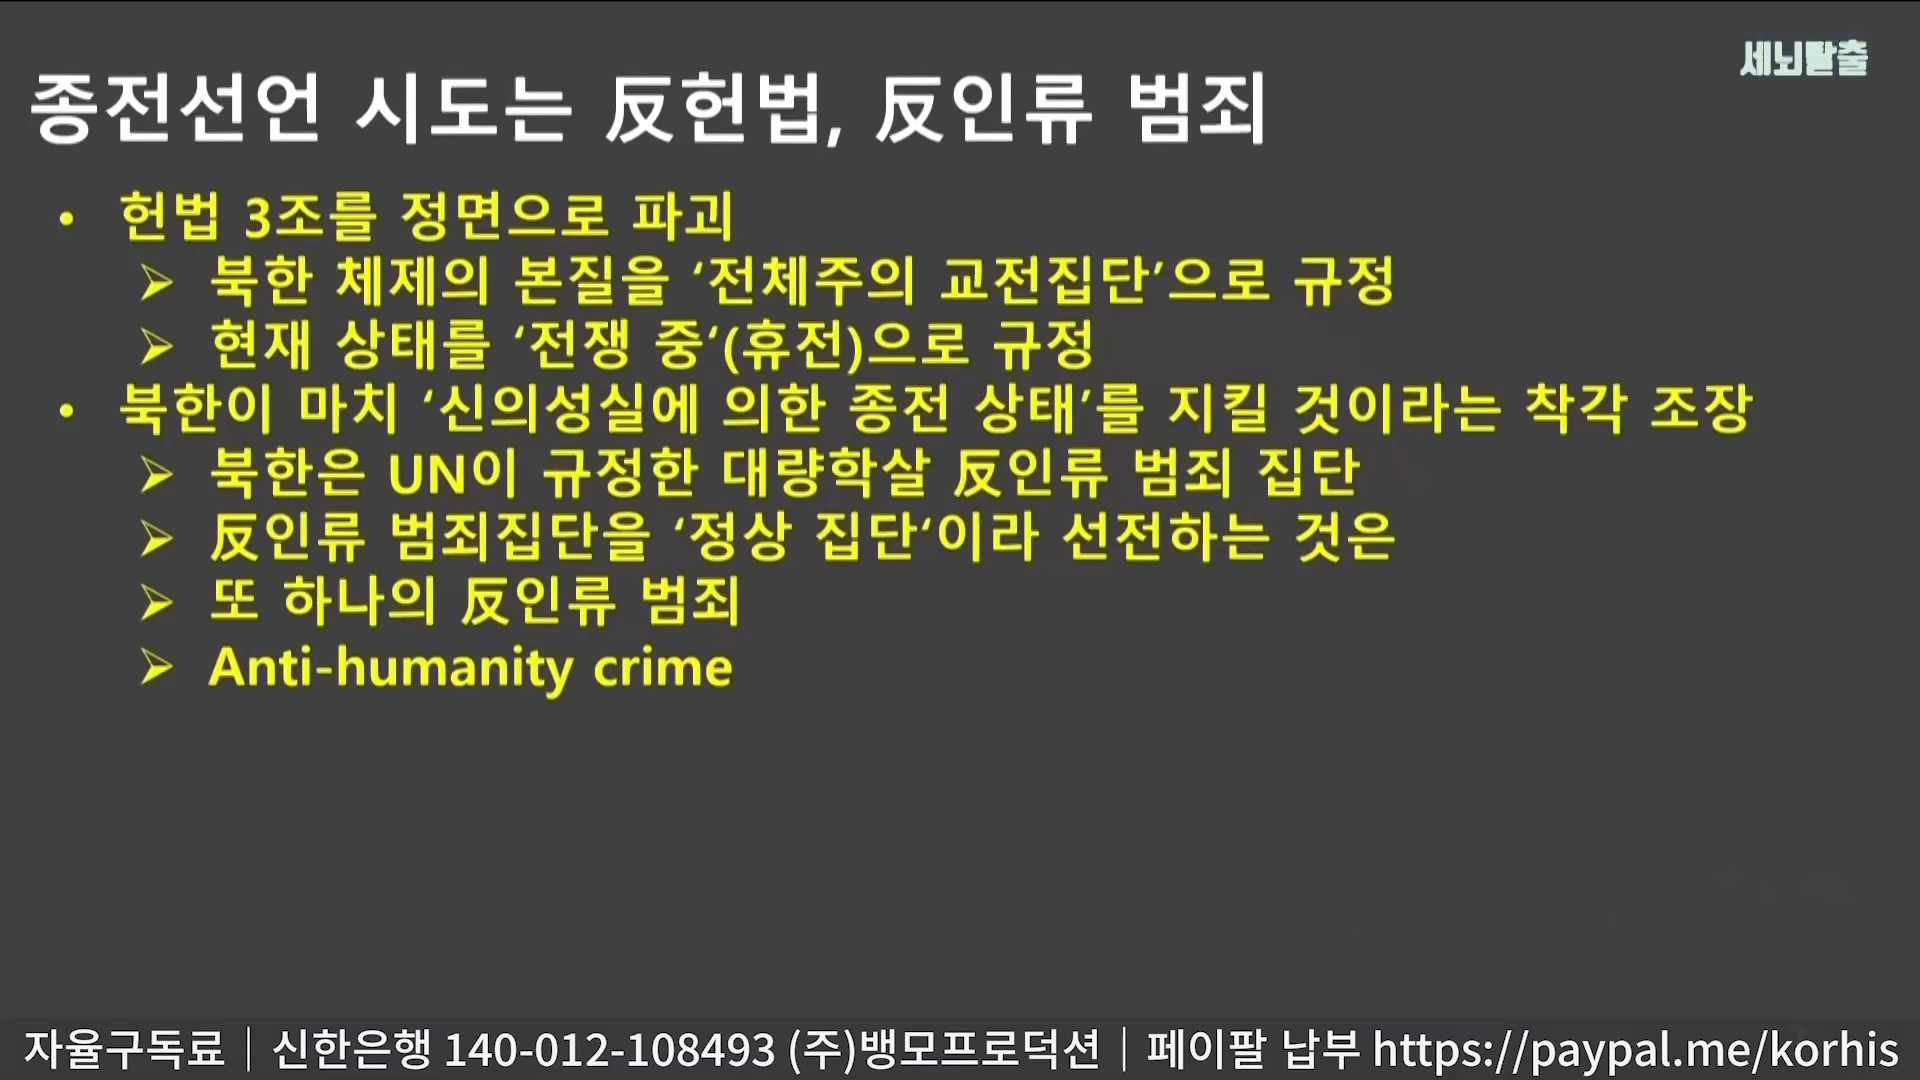 세뇌탈출
종전선언 시도는 反헌법, 反인류 범죄
• 헌법 3조를 정면으로 파괴
➢ 북한 체제의 본질을 ‘전체주의 교전집단’으로 규정
➢ 현재 상태를 ‘전쟁 중‘(휴전)으로 규정
• 북한이 마치 ‘신의성실에 의한 종전 상태’를 지킬 것이라는 착각 조장
➢ 북한은 UN이 규정한 대량학살 反인류 범죄 집단
➢ 反인류 범죄집단을 ‘정상 집단‘이라 선전하는 것은
➢ 또 하나의 反인류 범죄
➢ Anti-humanity crime
자율구독료│신한은행 140-012-108493 (주)뱅모프로덕션│페이팔 납부 https://paypal.me/korhis